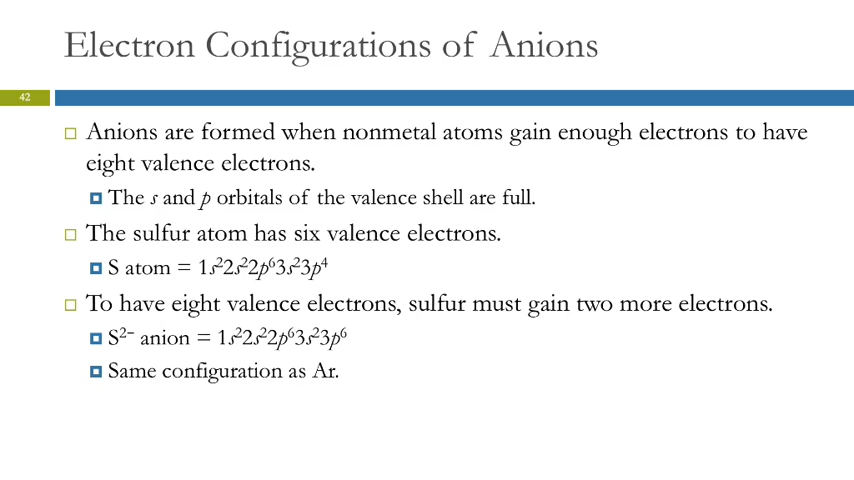 Electron Configurations of Anions
42
Anions are formed when nonmetal atoms gain enough electrons to have
eight valence electrons.
The s and p orbitals of the valence shell are full.
The sulfur atom has six valence electrons.
S atom = 1s²2s²2p⁶3s²3p⁴
To have eight valence electrons, sulfur must gain two more electrons.
S²⁻ anion = 1s²2s²2p⁶3s²3p⁶
Same configuration as Ar.